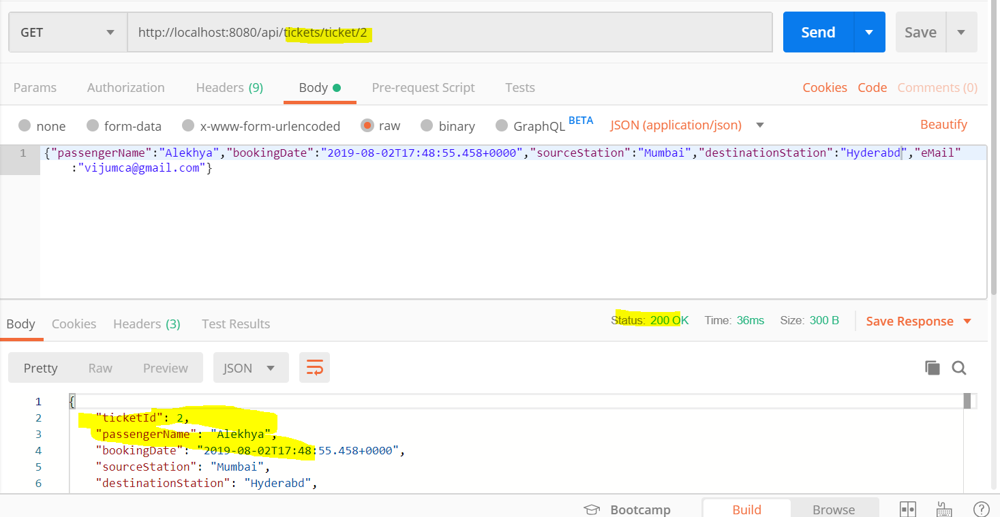 GET http://localhost:8080/api/tickets/ticket/2 Send Save
Params Authorization Headers (9) Body Pre-request Script Tests Cookies Code Comments (0)
none form-data x-www-form-urlencoded raw binary GraphQL BETA JSON (application/json) Beautify
1 {"passengerName":"Alekhya","bookingDate":"2019-08-02T17:48:55.458+0000","sourceStation":"Mumbai","destinationStation":"Hyderabd","eMail"
:"vijumca@gmail.com"}
Body Cookies Headers (3) Test Results Status: 200 OK Time: 36ms Size: 300 B Save Response
Pretty Raw Preview JSON
1 {
2 "ticketId": 2,
3 "passengerName": "Alekhya",
4 "bookingDate": "2019-08-02T17:48:55.458+0000",
5 "sourceStation": "Mumbai",
6 "destinationStation": "Hyderabd",
Bootcamp Build Browse ?